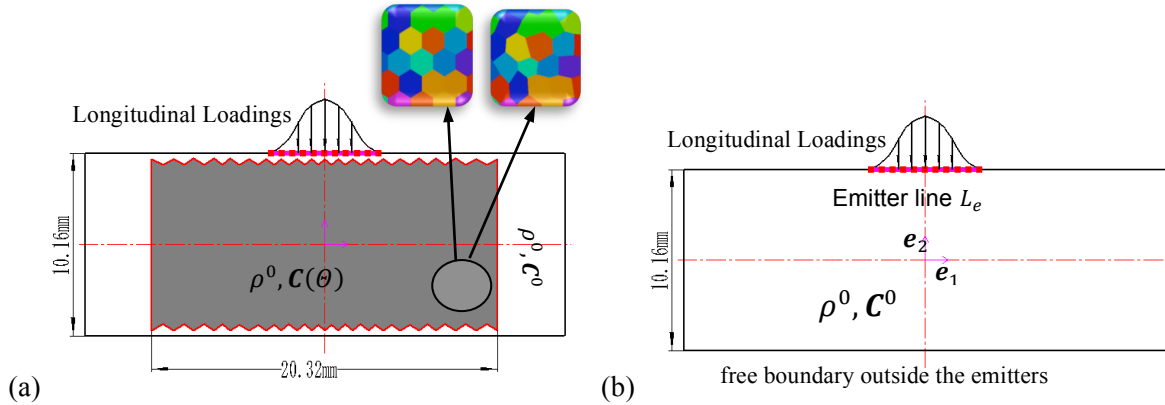 Longitudinal Loadings
10.16mm
ρ⁰, C(Θ)
ρ⁰, C⁰
20.32mm
(a)
Longitudinal Loadings
Emitter line Lₑ
10.16mm
e₂
e₁
ρ⁰, C⁰
free boundary outside the emitters
(b)